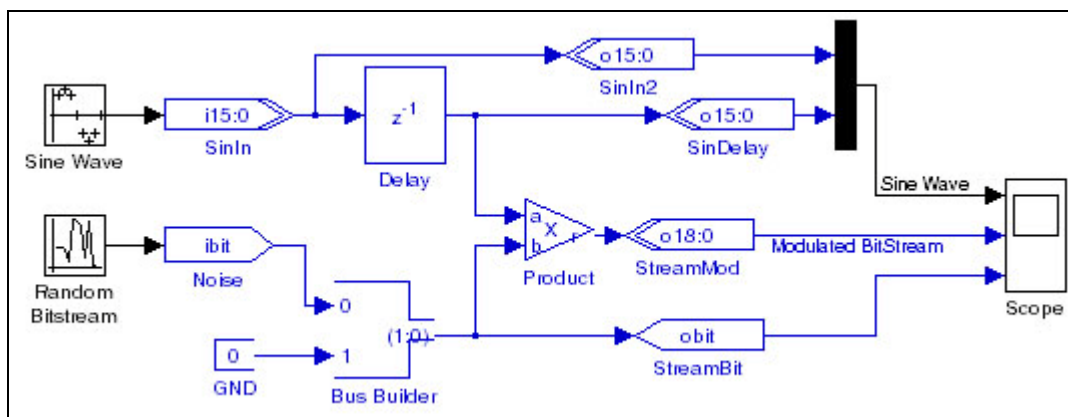 o15:0
SinIn2
Sine Wave
i15:0
SinIn
z-1
Delay
o15:0
SinDelay
Sine Wave
Random
Bitstream
ibit
Noise
a
X
b
r
Product
o18:0
StreamMod
Modulated BitStream
Scope
0
1
(1:0)
Bus Builder
0
GND
obit
StreamBit